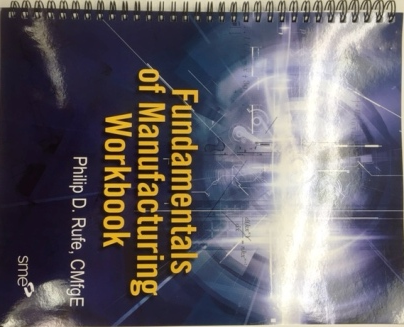 Fundamentals
of Manufacturing
Workbook
Philip D. Rufe, CMfgE
sme